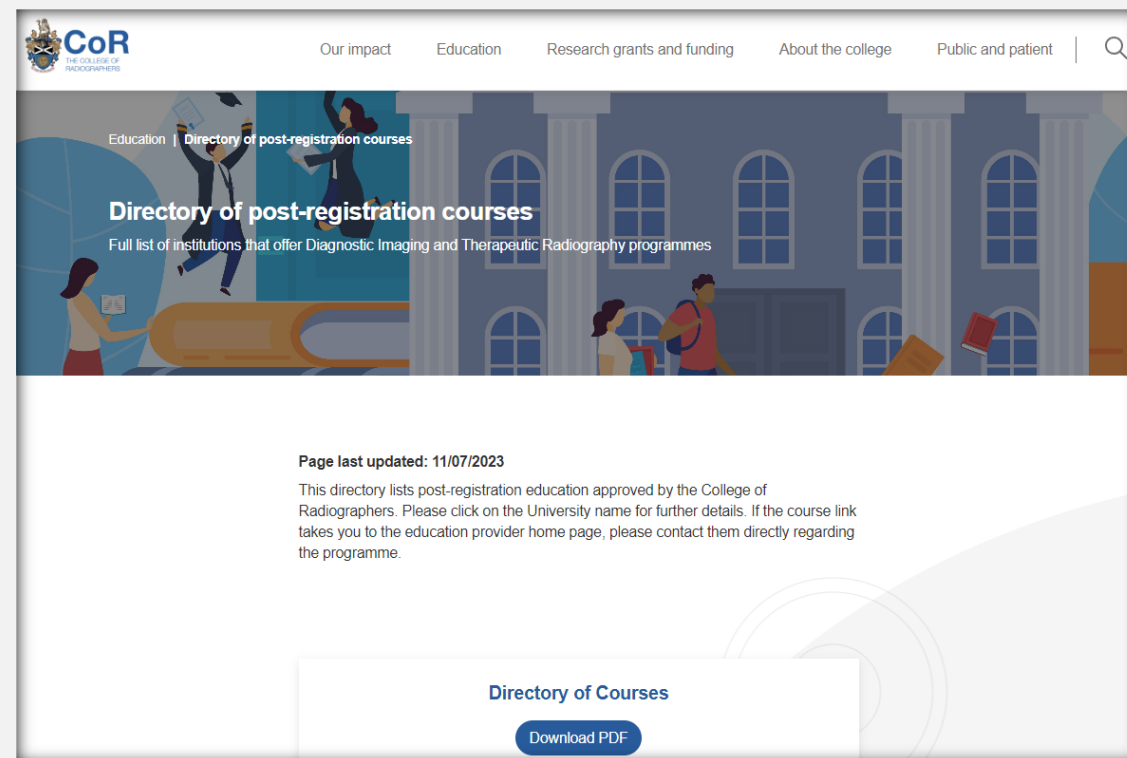 CoR
THE COLLEGE OF
RADIOGRAPHERS
Our impact Education Research grants and funding About the college Public and patient
Education | Directory of post-registration courses
Directory of post-registration courses
Full list of institutions that offer Diagnostic Imaging and Therapeutic Radiography programmes
Page last updated: 11/07/2023
This directory lists post-registration education approved by the College of
Radiographers. Please click on the University name for further details. If the course link
takes you to the education provider home page, please contact them directly regarding
the programme.
Directory of Courses
Download PDF